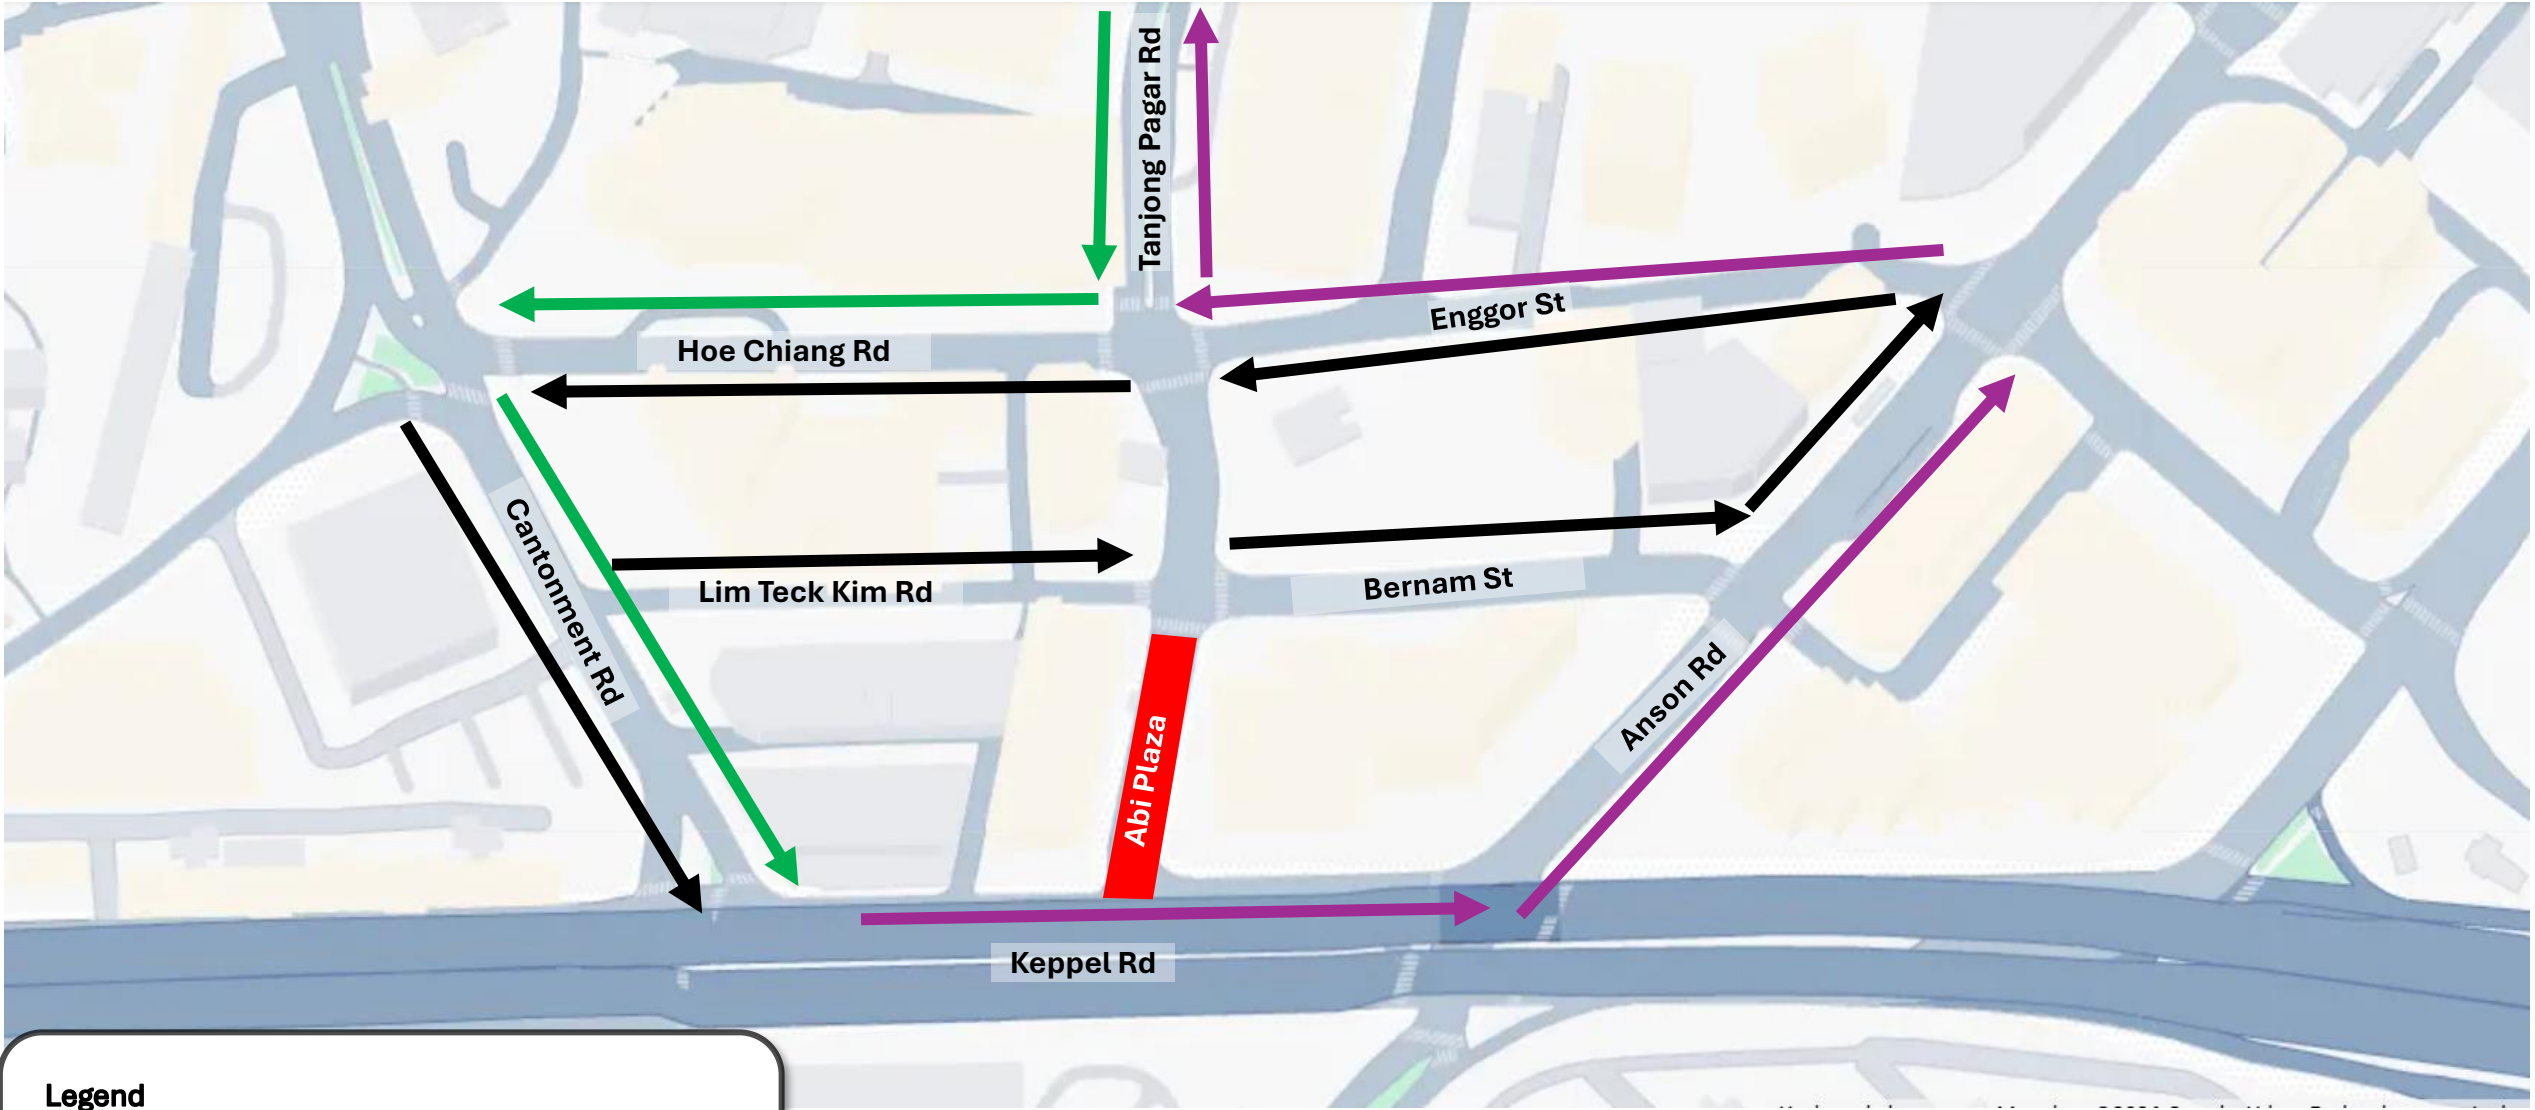 Tanjong Pagar Rd
Enggor St
Hoe Chiang Rd
Cantonment Rd
Lim Teck Kim Rd
Bernam St
Anson Rd
Abi Plaza
Keppel Rd
Legend